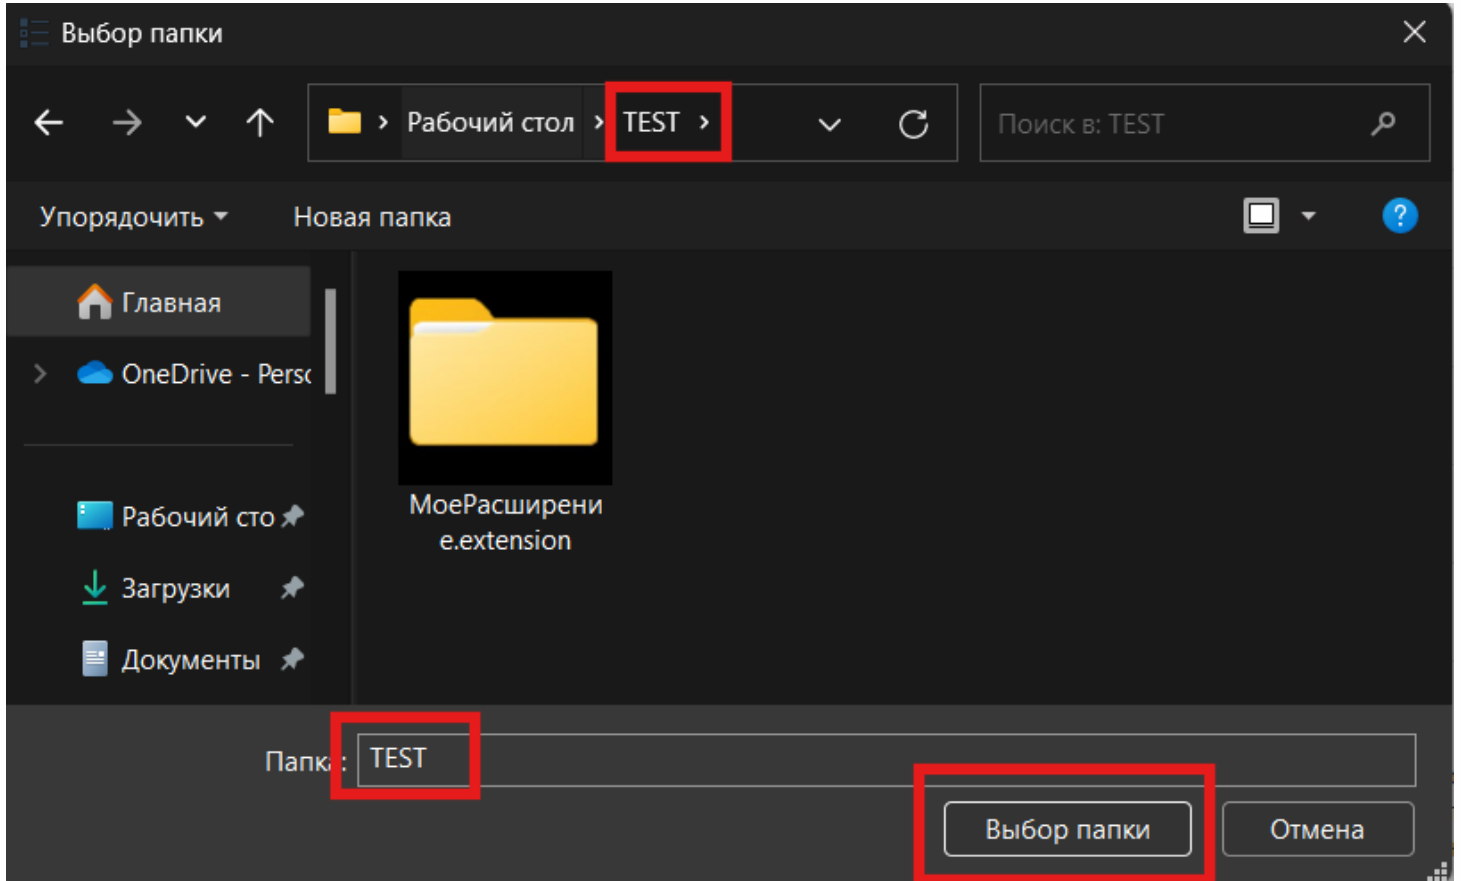 Выбор папки
Рабочий стол
TEST
Поиск в: TEST
Упорядочить
Новая папка
Главная
OneDrive - Persc
Рабочий сто
Загрузки
Документы
МоеРасширени
е.extension
Папка:
TEST
Выбор папки
Отмена